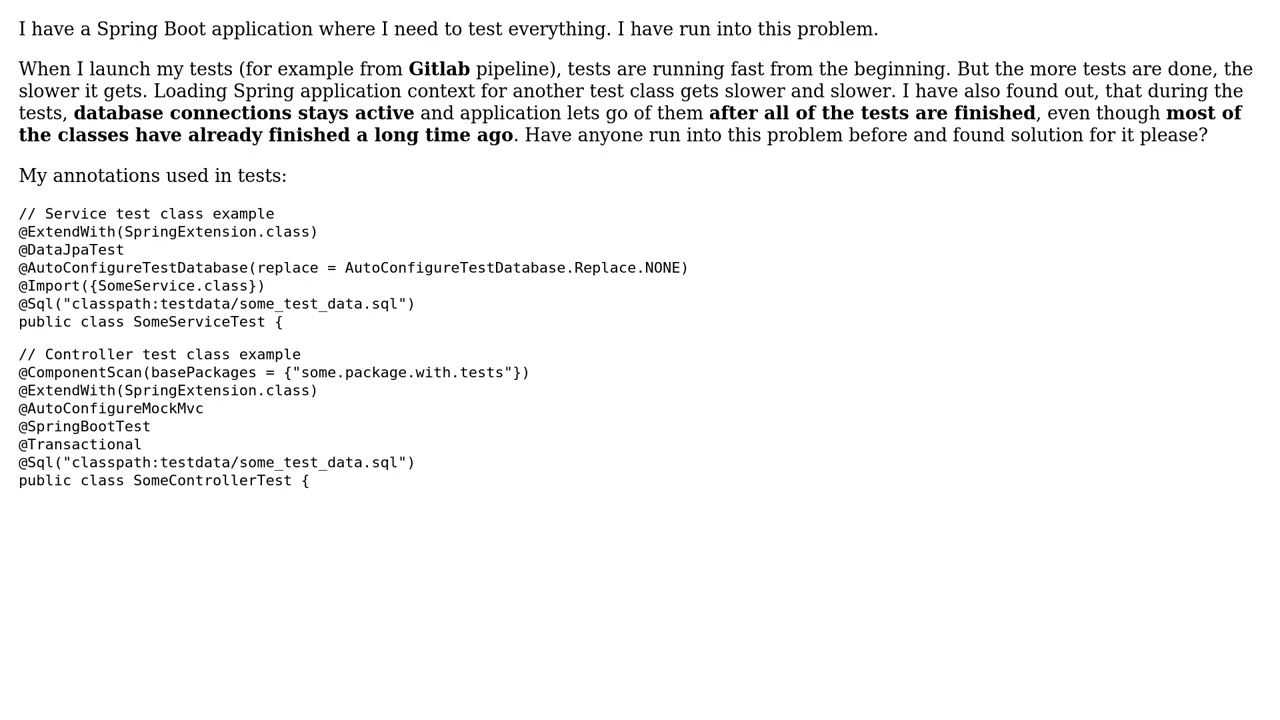 I have a Spring Boot application where I need to test everything. I have run into this problem.
When I launch my tests (for example from Gitlab pipeline), tests are running fast from the beginning. But the more tests are done, the
slower it gets. Loading Spring application context for another test class gets slower and slower. I have also found out, that during the
tests, database connections stays active and application lets go of them after all of the tests are finished, even though most of
the classes have already finished a long time ago. Have anyone run into this problem before and found solution for it please?
My annotations used in tests:
// Service test class example
@ExtendWith(SpringExtension.class)
@DataJpaTest
@AutoConfigureTestDatabase(replace = AutoConfigureTestDatabase.Replace.NONE)
@Import({SomeService.class})
@Sql("classpath:testdata/some_test_data.sql")
public class SomeServiceTest {
// Controller test class example
@ComponentScan(basePackages = {"some.package.with.tests"})
@ExtendWith(SpringExtension.class)
@AutoConfigureMockMvc
@SpringBootTest
@Transactional
@Sql("classpath:testdata/some_test_data.sql")
public class SomeControllerTest {